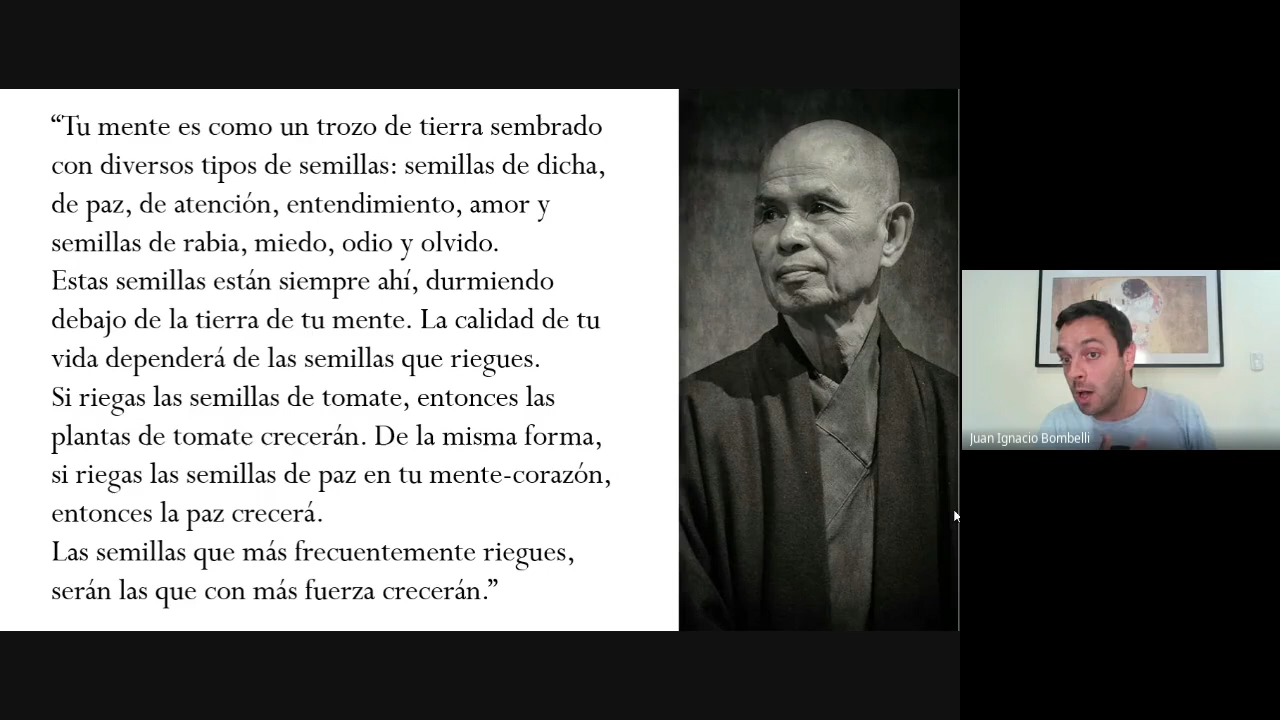 “Tu mente es como un trozo de tierra sembrado
con diversos tipos de semillas: semillas de dicha,
de paz, de atención, entendimiento, amor y
semillas de rabia, miedo, odio y olvido.
Estas semillas están siempre ahí, durmiendo
debajo de la tierra de tu mente. La calidad de tu
vida dependerá de las semillas que riegues.
Si riegas las semillas de tomate, entonces las
plantas de tomate crecerán. De la misma forma,
si riegas las semillas de paz en tu mente-corazón,
entonces la paz crecerá.
Las semillas que más frecuentemente riegues,
serán las que con más fuerza crecerán.”
Juan Ignacio Bombelli